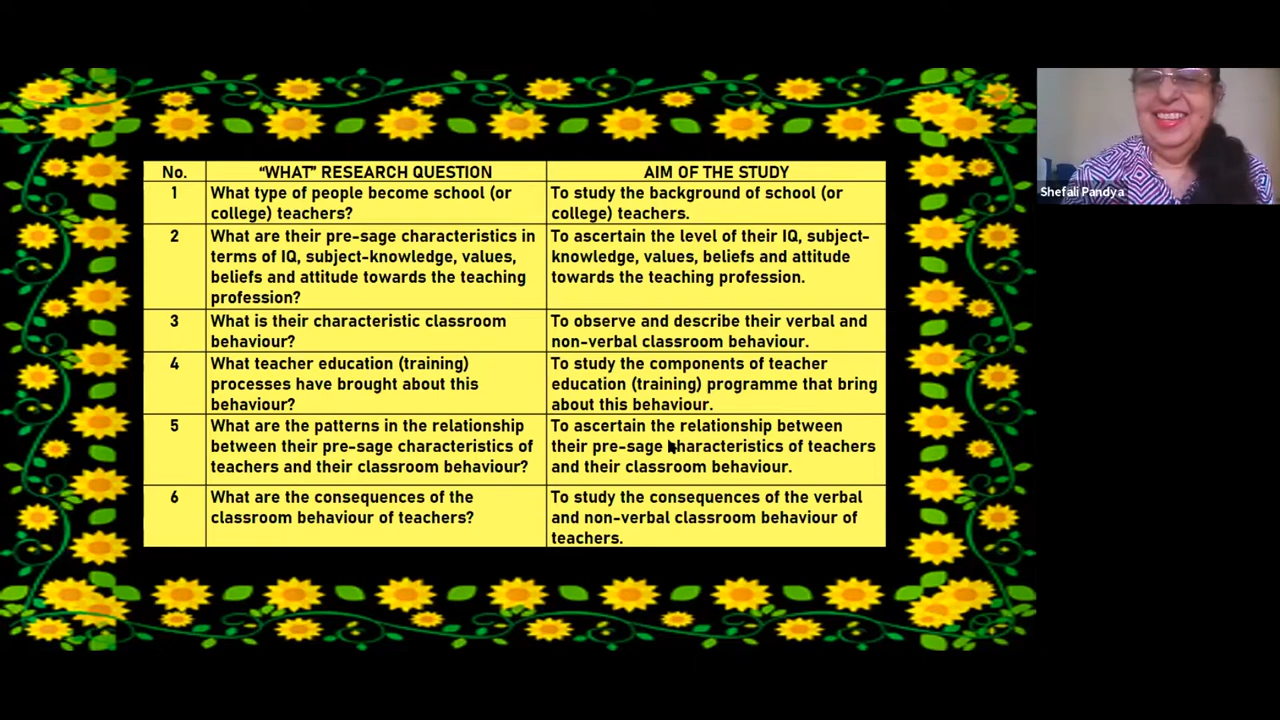 No.
“WHAT” RESEARCH QUESTION
AIM OF THE STUDY
1
What type of people become school (or
college) teachers?
To study the background of school (or
college) teachers.
2
What are their pre-sage characteristics in
terms of IQ, subject-knowledge, values,
beliefs and attitude towards the teaching
profession?
To ascertain the level of their IQ, subject-
knowledge, values, beliefs and attitude
towards the teaching profession.
3
What is their characteristic classroom
behaviour?
To observe and describe their verbal and
non-verbal classroom behaviour.
4
What teacher education (training)
processes have brought about this
behaviour?
To study the components of teacher
education (training) programme that bring
about this behaviour.
5
What are the patterns in the relationship
between their pre-sage characteristics of
teachers and their classroom behaviour?
To ascertain the relationship between
their pre-sage characteristics of teachers
and their classroom behaviour.
6
What are the consequences of the
classroom behaviour of teachers?
To study the consequences of the verbal
and non-verbal classroom behaviour of
teachers.
Shefali Pandya